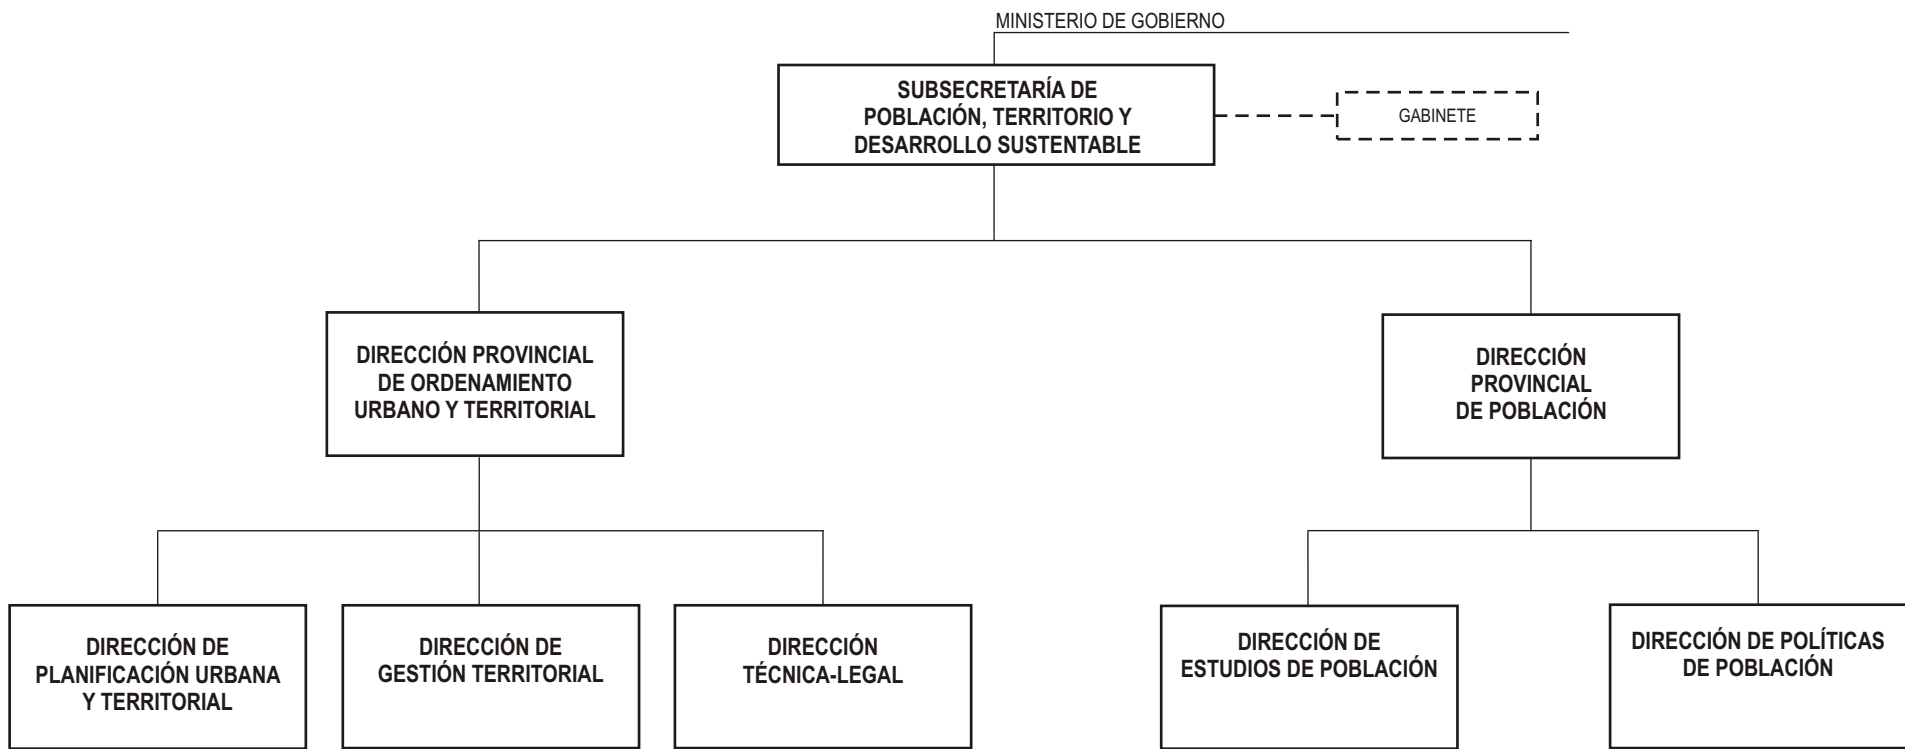 MINISTERIO DE GOBIERNO
SUBSECRETARÍA DE
POBLACIÓN, TERRITORIO Y
DESARROLLO SUSTENTABLE
GABINETE
DIRECCIÓN PROVINCIAL
DE ORDENAMIENTO
URBANO Y TERRITORIAL
DIRECCIÓN
PROVINCIAL
DE POBLACIÓN
DIRECCIÓN DE
PLANIFICACIÓN URBANA
Y TERRITORIAL
DIRECCIÓN DE
GESTIÓN TERRITORIAL
DIRECCIÓN
TÉCNICA-LEGAL
DIRECCIÓN DE
ESTUDIOS DE POBLACIÓN
DIRECCIÓN DE POLÍTICAS
DE POBLACIÓN